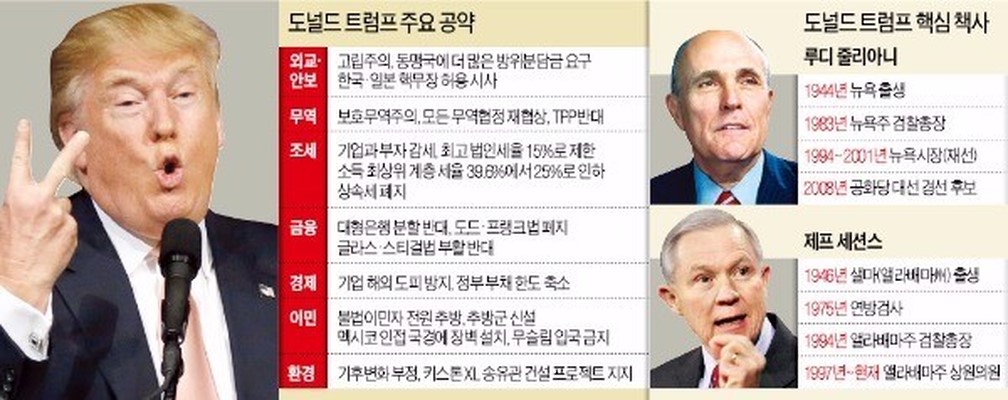 도널드 트럼프 주요 공약
외교·
안보
고립주의, 동맹국에 더 많은 방위분담금 요구
한국·일본 핵무장 허용 시사
무역
보호무역주의, 모든 무역협정 재협상, TPP반대
조세
기업과 부자 감세, 최고 법인세율 15%로 제한
소득 최상위 계층 세율 39.6%에서 25%로 인하
상속세 폐지
금융
대형은행 분할 반대, 도드·프랭크법 폐지
글라스·스티걸법 부활 반대
경제
기업 해외 도피 방지, 정부 부채 한도 축소
이민
불법이민자 전원 추방, 추방군 신설
멕시코 인접 국경에 장벽 설치, 무슬림 입국 금지
환경
기후변화 부정, 키스톤XL 송유관 건설 프로젝트 지지
도널드 트럼프 핵심 책사
루디 줄리아니
1944년 뉴욕 출생
1983년 뉴욕주 검찰총장
1994~2001년 뉴욕시장(재선)
2008년 공화당 대선 경선 후보
제프 세션스
1946년 샐마(앨라배마州) 출생
1975년 연방검사
1994년 앨라배마주 검찰총장
1997년~현재 앨라배마주 상원의원